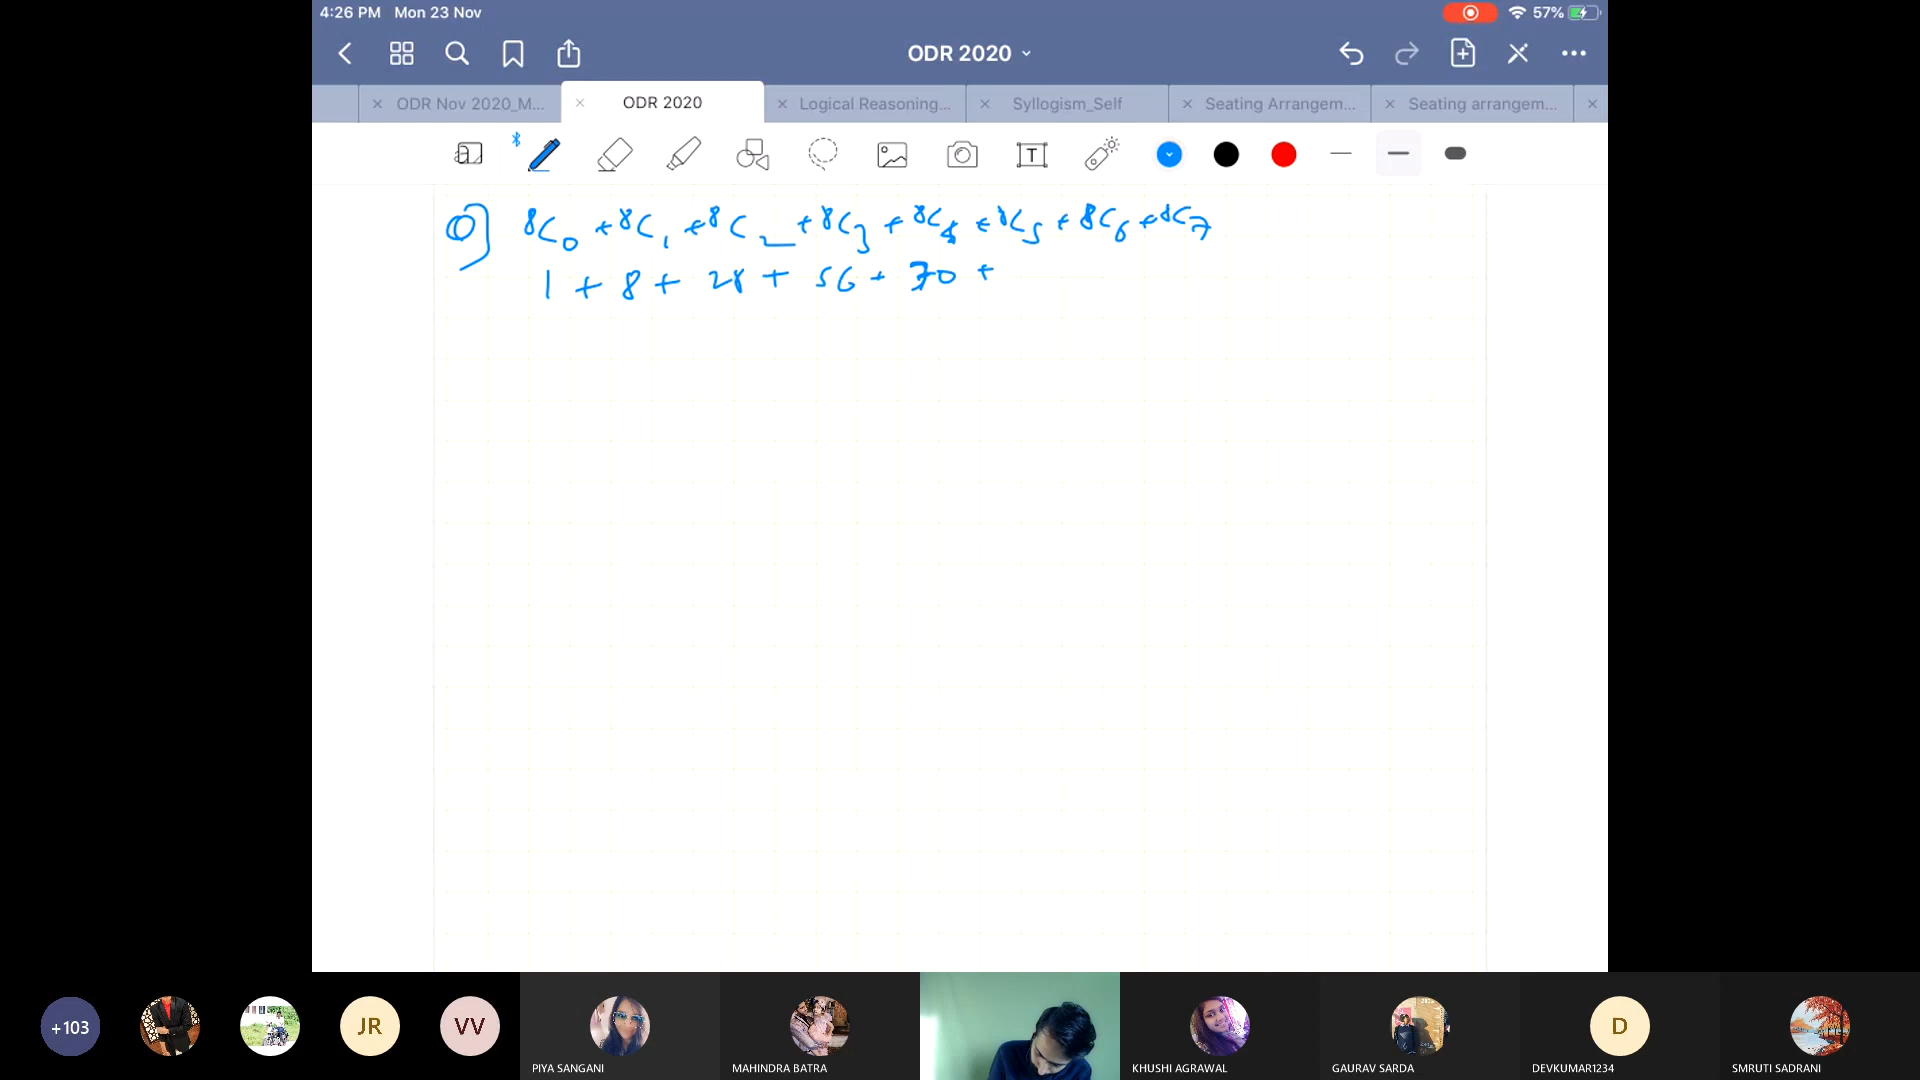 4:26 PM Mon 23 Nov 57%
ODR 2020
ODR Nov 2020_M... ODR 2020 Logical Reasoning... Syllogism_Self Seating Arrangem... Seating arrangem...
Q) 8C0 + 8C1 + 8C2 + 8C3 + 8C4 + 8C5 + 8C6 + 8C7
1 + 8 + 28 + 56 + 70 +
+103 JR VV D
PIYA SANGANI MAHINDRA BATRA KHUSHI AGRAWAL GAURAV SARDA DEVKUMAR1234 SMRUTI SADRANI